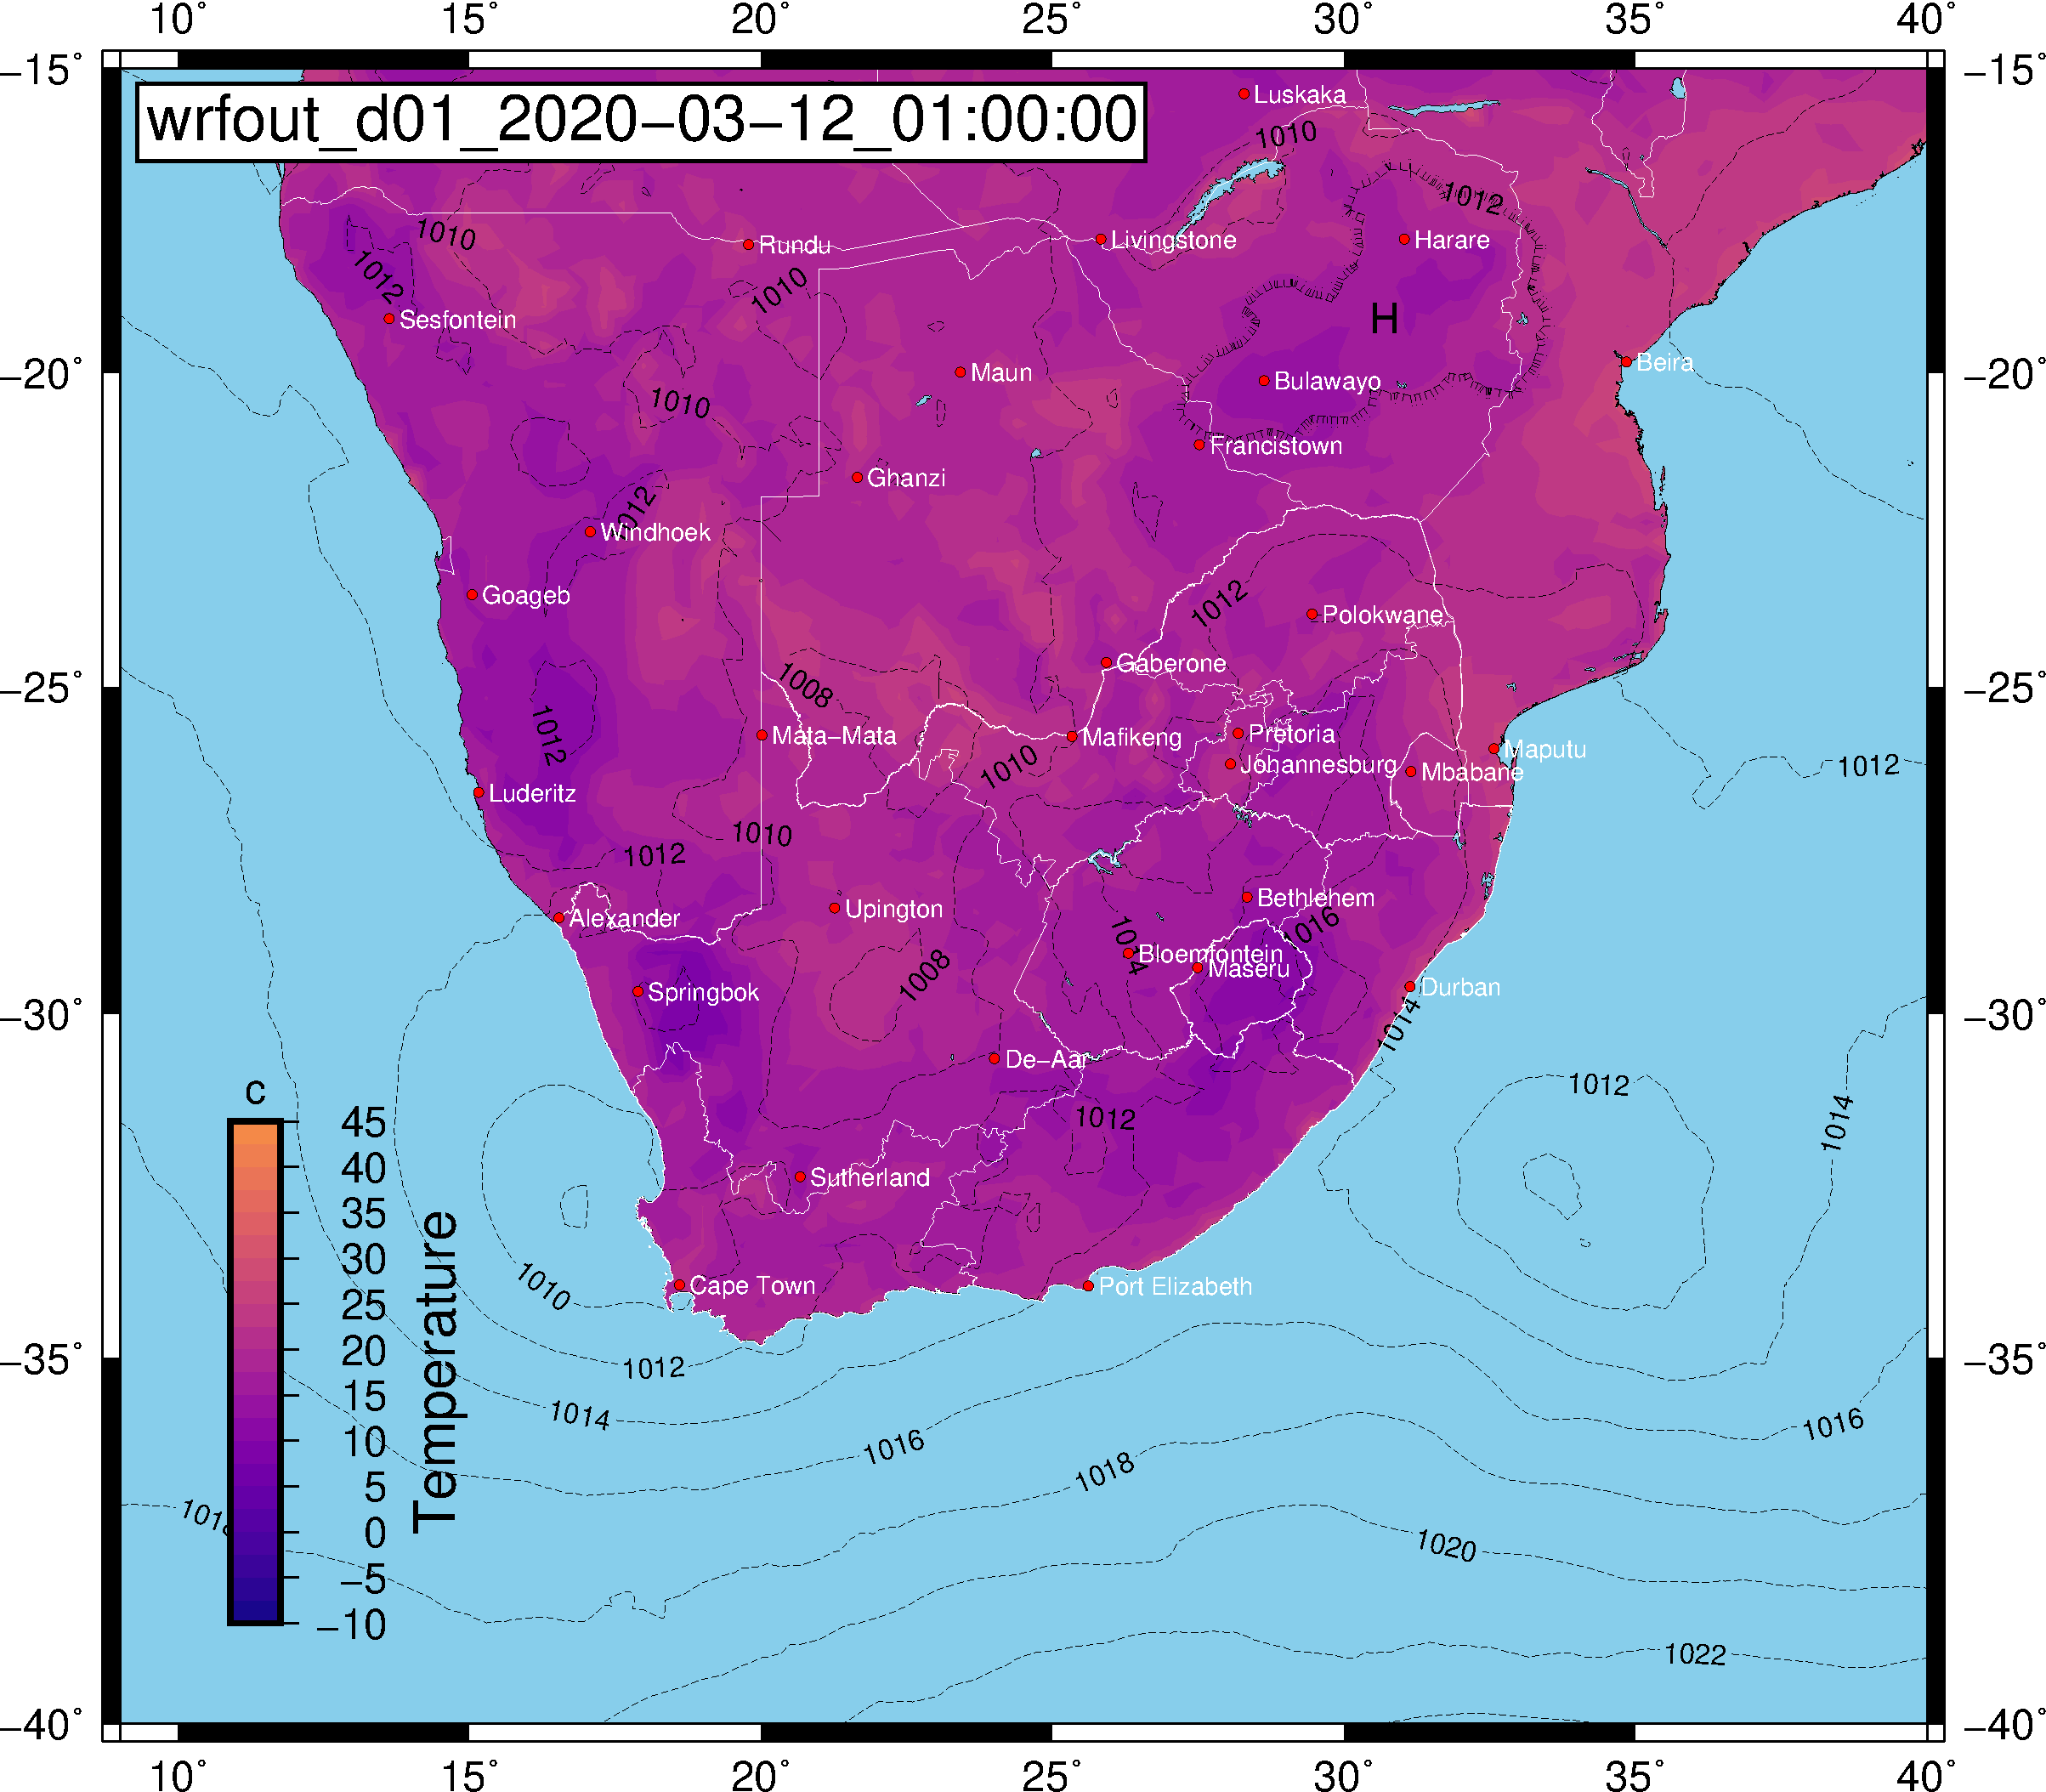 10° 15° 20° 25° 30° 35° 40°
−15° −15°
wrfout_d01_2020−03−12_01:00:00
Luskaka
1010
1012
1010
Rundu
Livingstone
Harare
1012
1010
Sesfontein
H
Beira
−20° −20°
Maun
Bulawayo
1010
Francistown
Ghanzi
1012
Windhoek
Goageb
1012
Polokwane
Gaberone
1008
−25° −25°
1012
Mata−Mata
Mafikeng
Pretoria
Maputu
1010
Johannesburg
Mbabane
1012
Luderitz
1010
1012
Bethlehem
Alexander
Upington
1016
1014
Bloemfontein
Maseru
1008
Springbok
Durban
−30° −30°
1014
De−Aar
1012
1012
1014
Sutherland
1010
Cape Town
Port Elizabeth
−35° −35°
1012
1014
1016
1016
1018
1020
1022
c
45
40
35
30
25
20
15
10
5
0
−5
−10
Temperature
−40° −40°
10° 15° 20° 25° 30° 35° 40°